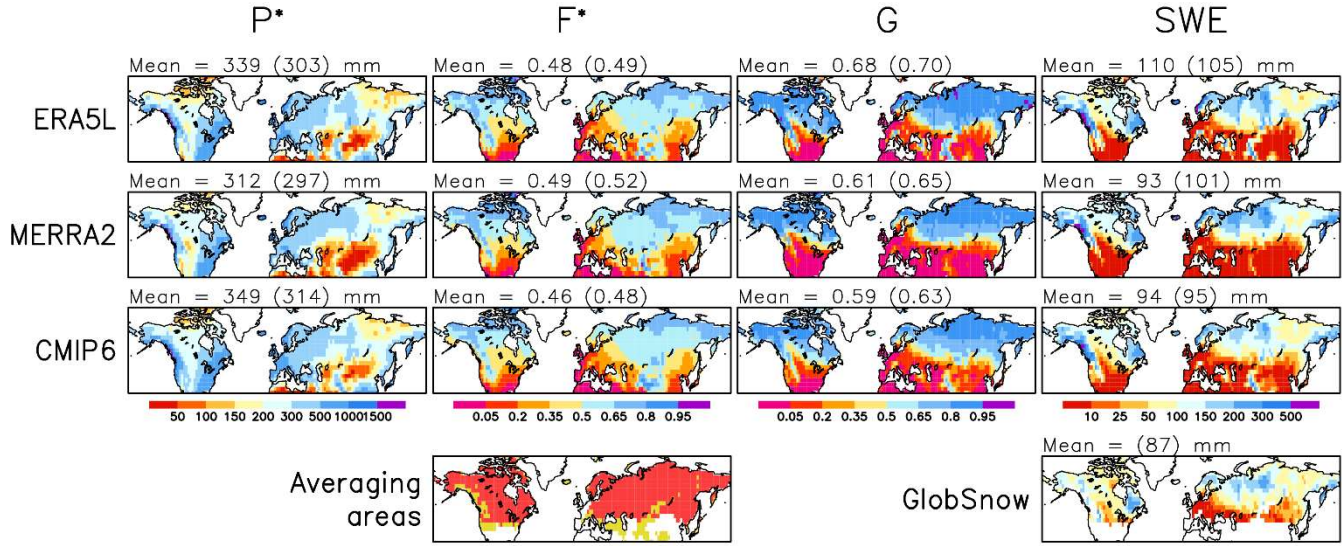 P* F* G SWE
Mean = 339 (303) mm Mean = 0.48 (0.49) Mean = 0.68 (0.70) Mean = 110 (105) mm
ERA5L
Mean = 312 (297) mm Mean = 0.49 (0.52) Mean = 0.61 (0.65) Mean = 93 (101) mm
MERRA2
Mean = 349 (314) mm Mean = 0.46 (0.48) Mean = 0.59 (0.63) Mean = 94 (95) mm
CMIP6
50 100 150 200 300 500 1000 1500 0.05 0.2 0.35 0.5 0.65 0.8 0.95 0.05 0.2 0.35 0.5 0.65 0.8 0.95 10 25 50 100 150 200 300 500
Mean = (87) mm
Averaging
areas
GlobSnow